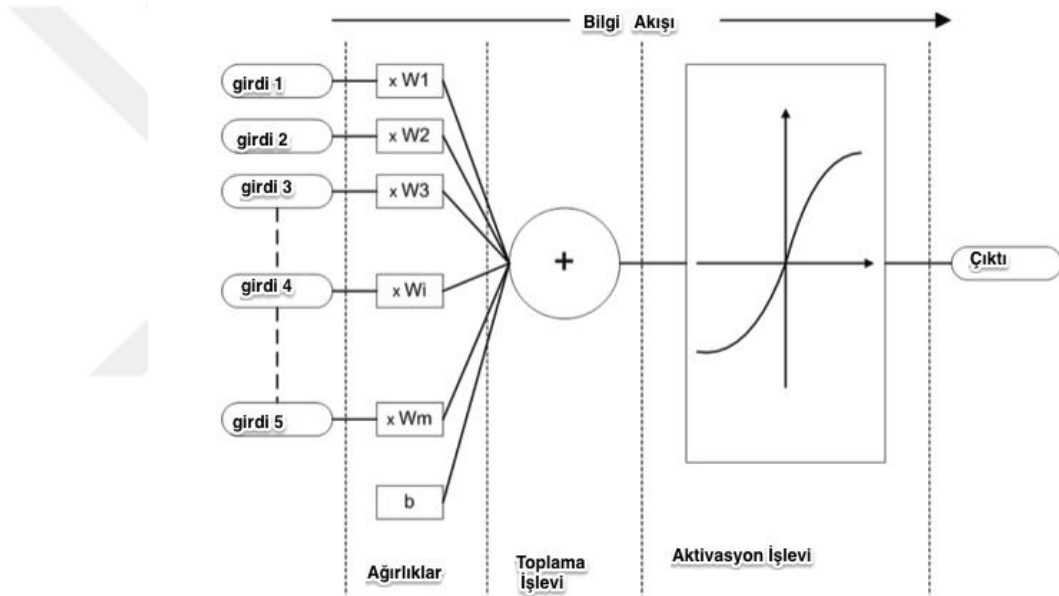 Bilgi Akışı
girdi 1
x W1
girdi 2
x W2
girdi 3
x W3
+
Çıktı
girdi 4
x Wi
girdi 5
x Wm
b
Ağırlıklar
Toplama
İşlevi
Aktivasyon İşlevi